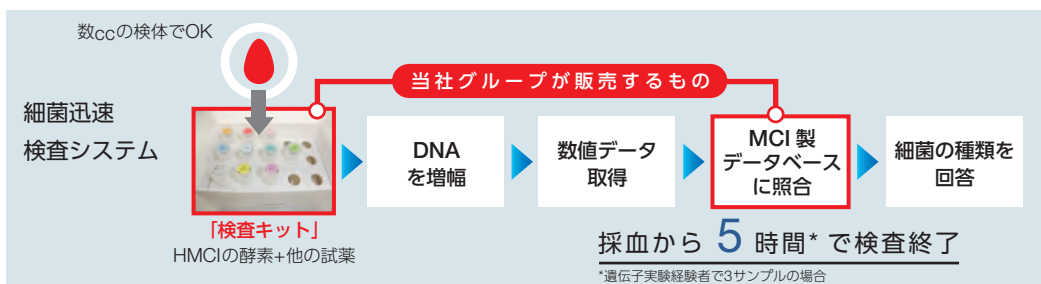 数ccの検体でOK
当社グループが販売するもの
細菌迅速
検査システム
DNA
を増幅
数値データ
取得
MCI 製
データベース
に照合
細菌の種類を
回答
「検査キット」
HMCIの酵素+他の試薬
採血から 5 時間* で検査終了
*遺伝子実験経験者で3サンプルの場合